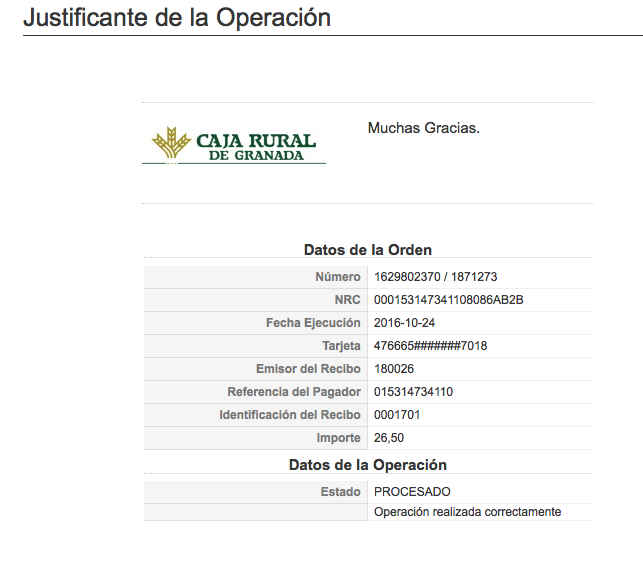 Justificante de la Operación
CAJA RURAL
DE GRANADA
Muchas Gracias.
Datos de la Orden
Número 1629802370 / 1871273
NRC 000153147341108086AB2B
Fecha Ejecución 2016-10-24
Tarjeta 476665#######7018
Emisor del Recibo 180026
Referencia del Pagador 015314734110
Identificación del Recibo 0001701
Importe 26,50
Datos de la Operación
Estado PROCESADO
Operación realizada correctamente